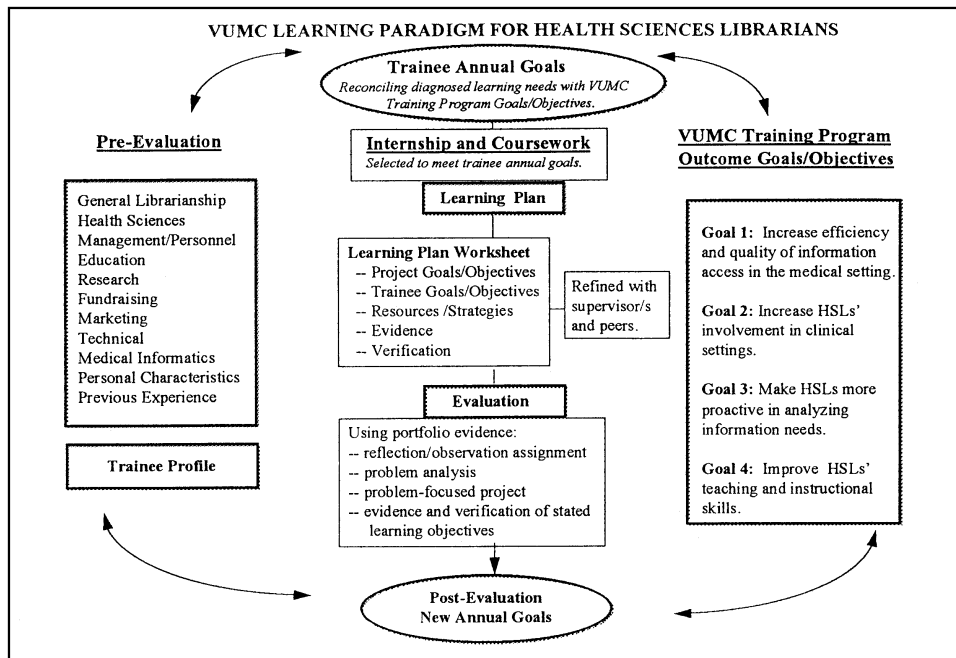 VUMC LEARNING PARADIGM FOR HEALTH SCIENCES LIBRARIANS
Trainee Annual Goals
Reconciling diagnosed learning needs with VUMC
Training Program Goals/Objectives.
Pre-Evaluation
General Librarianship
Health Sciences
Management/Personnel
Education
Research
Fundraising
Marketing
Technical
Medical Informatics
Personal Characteristics
Previous Experience
Trainee Profile
Internship and Coursework
Selected to meet trainee annual goals.
Learning Plan
Learning Plan Worksheet
-- Project Goals/Objectives
-- Trainee Goals/Objectives
-- Resources /Strategies
-- Evidence
-- Verification
Refined with
supervisor/s
and peers.
Evaluation
Using portfolio evidence:
-- reflection/observation assignment
-- problem analysis
-- problem-focused project
-- evidence and verification of stated
learning objectives
Post-Evaluation
New Annual Goals
VUMC Training Program
Outcome Goals/Objectives
Goal 1: Increase efficiency
and quality of information
access in the medical setting.
Goal 2: Increase HSLs'
involvement in clinical
settings.
Goal 3: Make HSLs more
proactive in analyzing
information needs.
Goal 4: Improve HSLs'
teaching and instructional
skills.